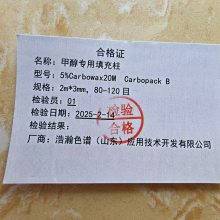 合格证
名称：甲醇专用填充柱
型号：5%Carbowax20M Carbopack B
规格：2m*3mm，80-120目
检验员：01
检验日期：2025-2-14
检验结果：
检验
合格
厂商：浩瀚色谱（山东）应用技术开发有限公司